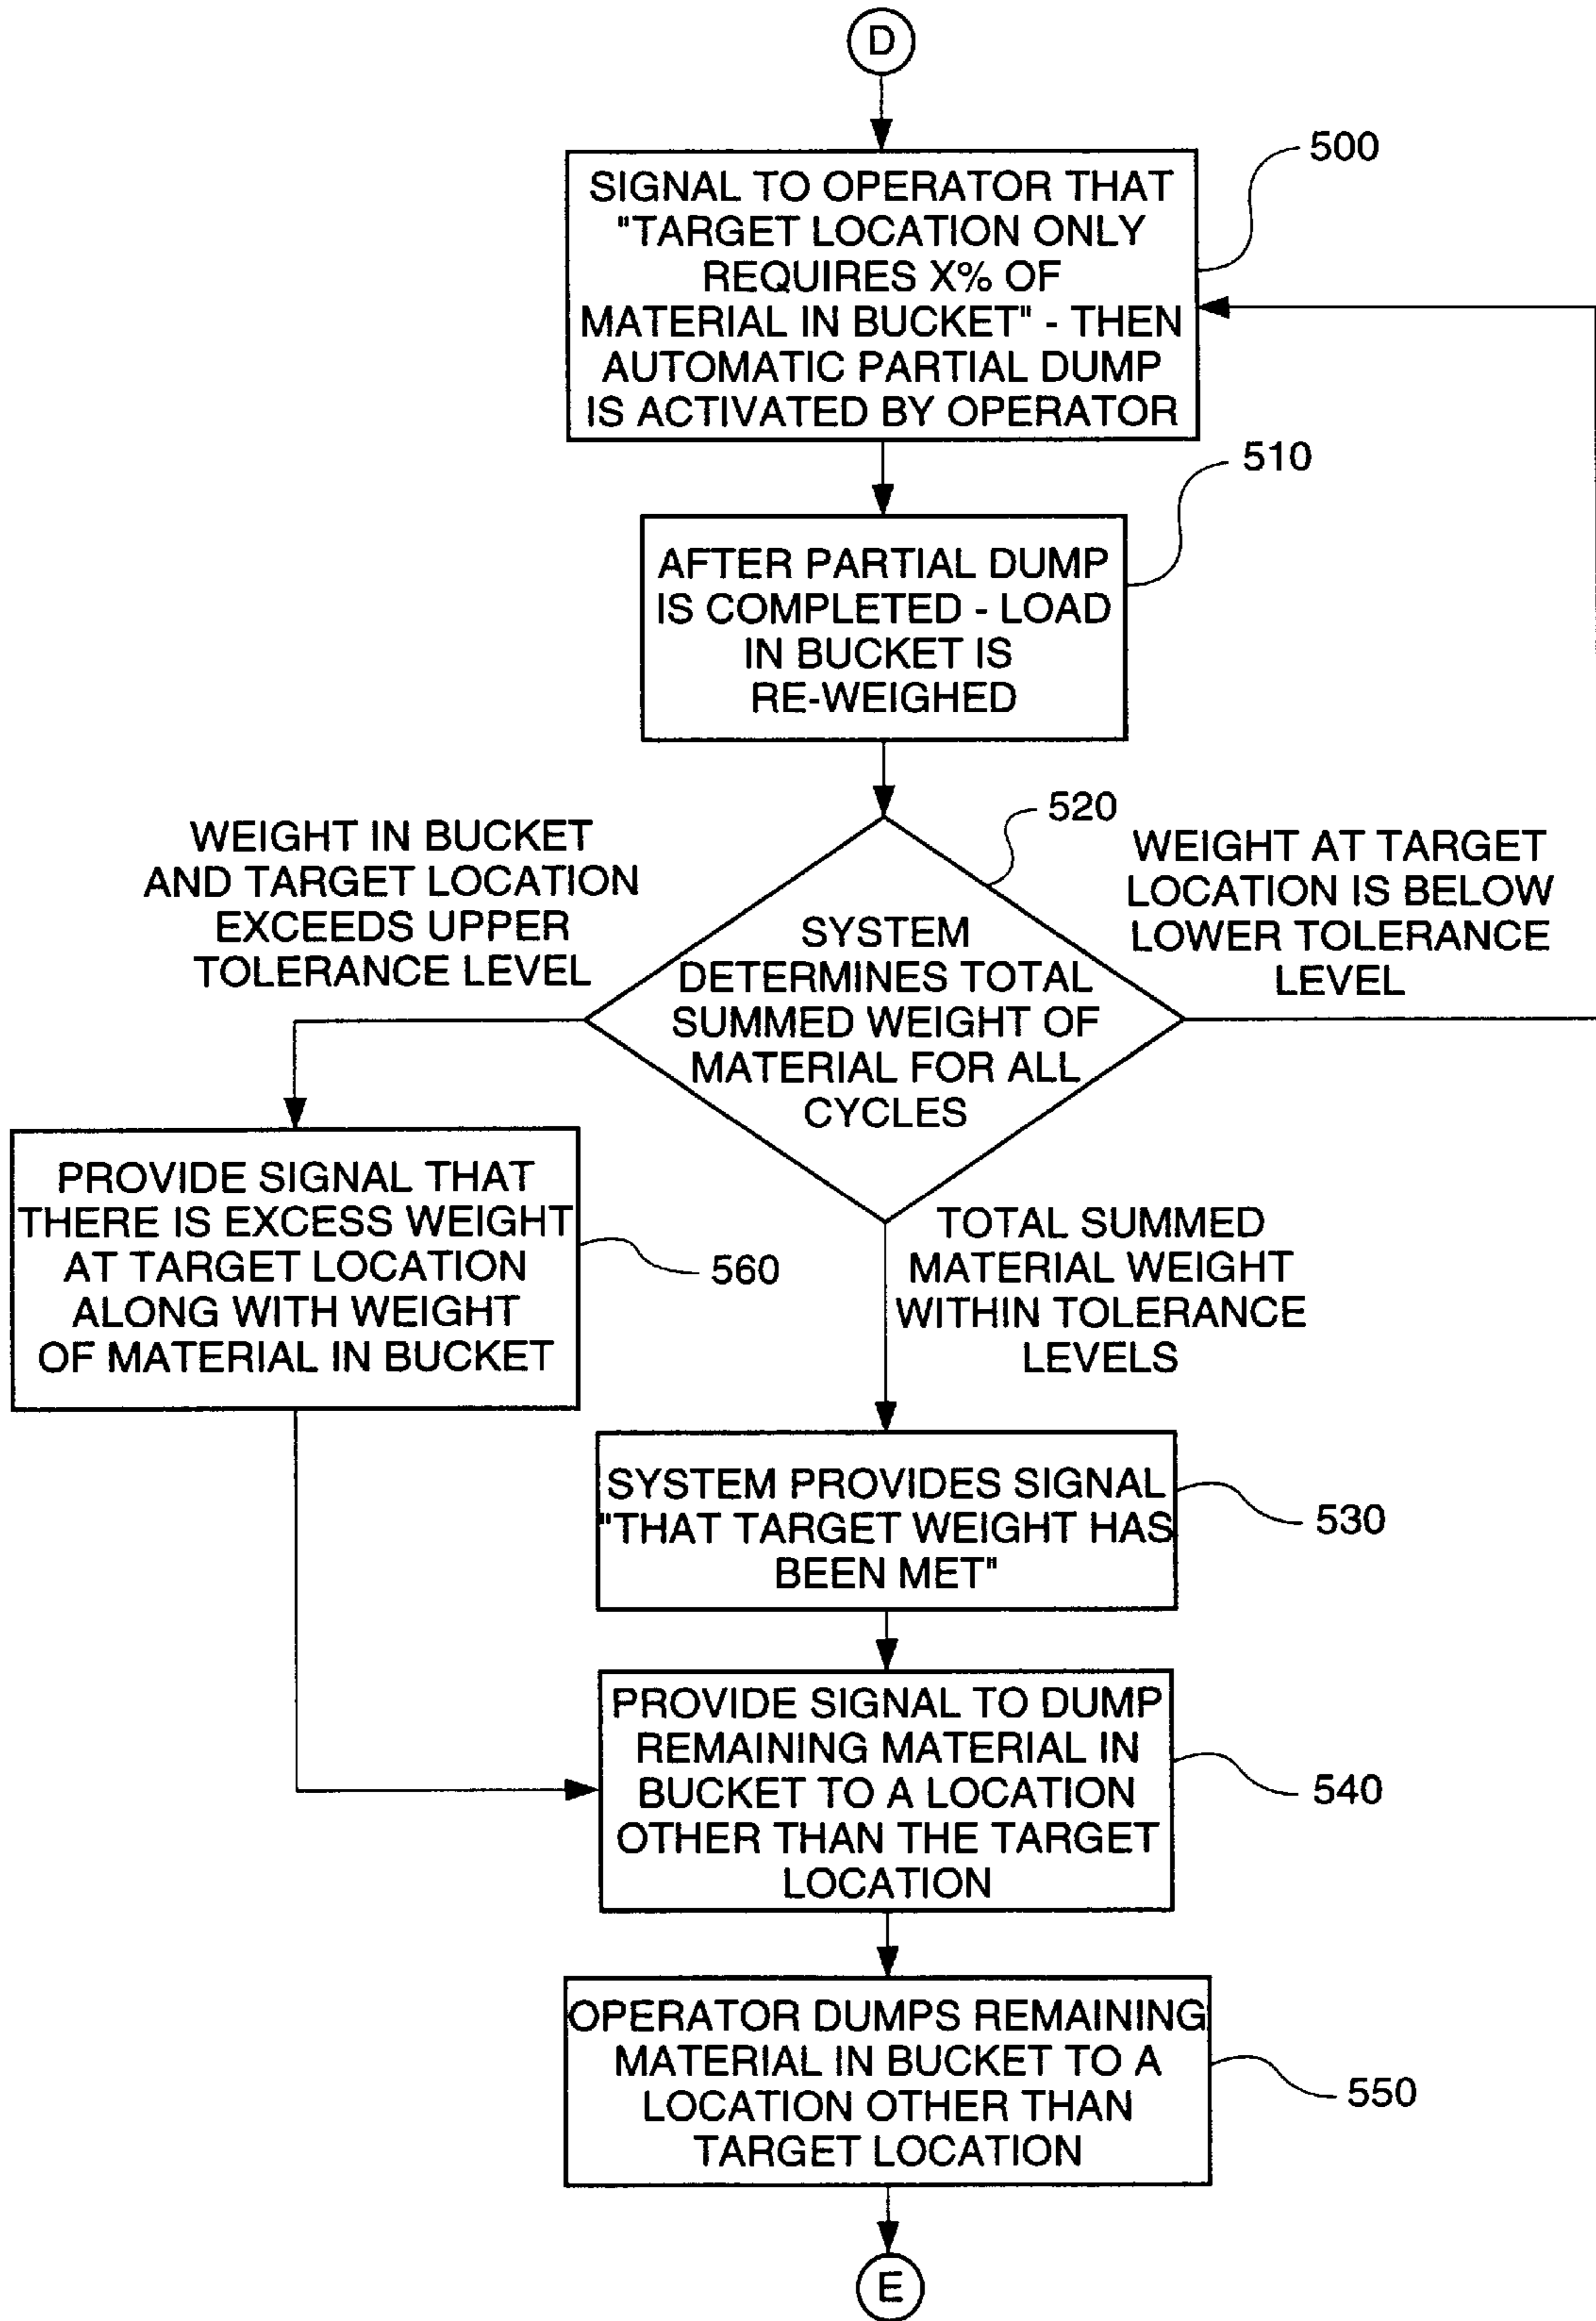 D
SIGNAL TO OPERATOR THAT
"TARGET LOCATION ONLY
REQUIRES X% OF
MATERIAL IN BUCKET" - THEN
AUTOMATIC PARTIAL DUMP
IS ACTIVATED BY OPERATOR
500
AFTER PARTIAL DUMP
IS COMPLETED - LOAD
IN BUCKET IS
RE-WEIGHED
510
SYSTEM
DETERMINES TOTAL
SUMMED WEIGHT OF
MATERIAL FOR ALL
CYCLES
520
WEIGHT IN BUCKET
AND TARGET LOCATION
EXCEEDS UPPER
TOLERANCE LEVEL
WEIGHT AT TARGET
LOCATION IS BELOW
LOWER TOLERANCE
LEVEL
PROVIDE SIGNAL THAT
THERE IS EXCESS WEIGHT
AT TARGET LOCATION
ALONG WITH WEIGHT
OF MATERIAL IN BUCKET
560
TOTAL SUMMED
MATERIAL WEIGHT
WITHIN TOLERANCE
LEVELS
SYSTEM PROVIDES SIGNAL
"THAT TARGET WEIGHT HAS
BEEN MET"
530
PROVIDE SIGNAL TO DUMP
REMAINING MATERIAL IN
BUCKET TO A LOCATION
OTHER THAN THE TARGET
LOCATION
540
OPERATOR DUMPS REMAINING
MATERIAL IN BUCKET TO A
LOCATION OTHER THAN
TARGET LOCATION
550
E